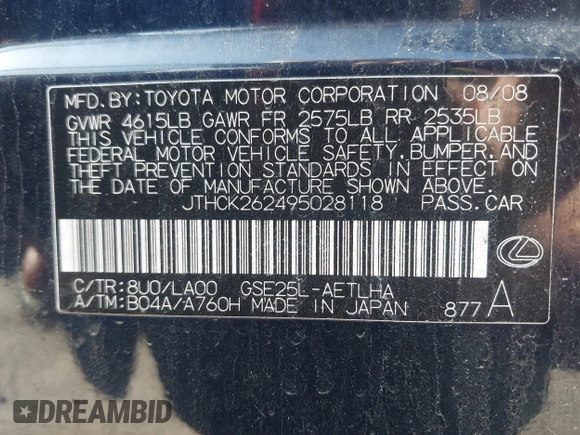 MFD. BY: TOYOTA MOTOR CORPORATION 08/08
GVWR 4615LB GAWR FR 2575LB RR 2535LB
THIS VEHICLE CONFORMS TO ALL APPLICABLE
FEDERAL MOTOR VEHICLE SAFETY, BUMPER, AND
THEFT PREVENTION STANDARDS IN EFFECT ON
THE DATE OF MANUFACTURE SHOWN ABOVE.
JTHCK262495028118 PASS. CAR
C/TR: 8U0/LA00 GSE25L-AETLHA
A/TM: B04A/A760H MADE IN JAPAN 877 A
DREAMBID